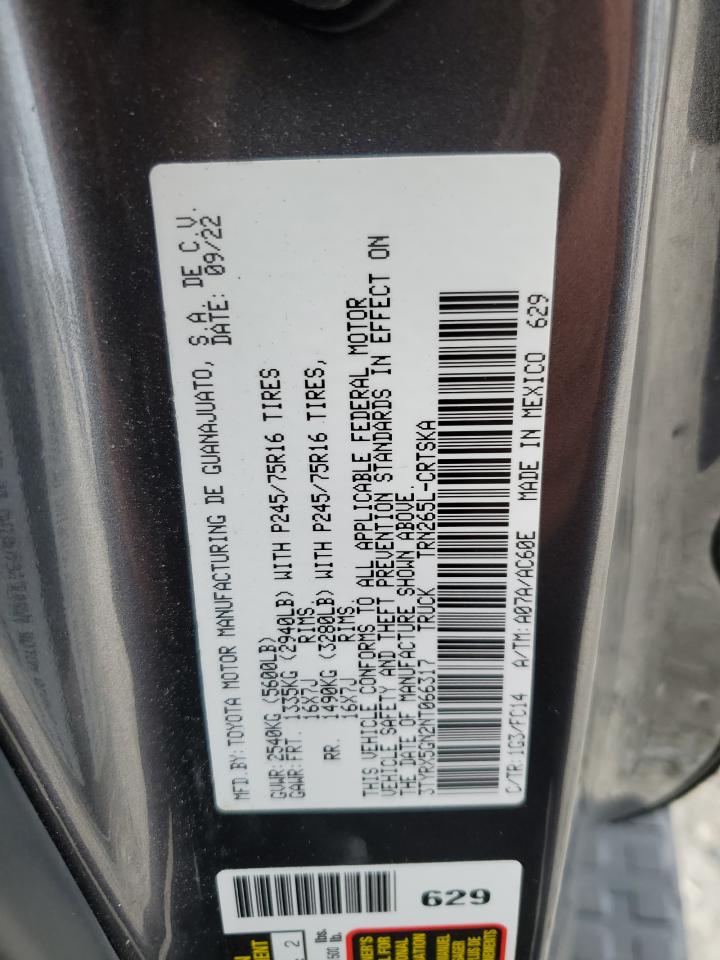 MFD.BY:TOYOTA MOTOR MANUFACTURING DE GUANAJUATO, S.A. DE C.V.
DATE: 09/22
GVWR:2540KG (5600LB)
GAWR:FRT. 1335KG (2940LB) WITH P245/75R16 TIRES
16X7J RIMS.
RR. 1490KG (3280LB) WITH P245/75R16 TIRES,
16X7J RIMS.
THIS VEHICLE CONFORMS TO ALL APPLICABLE FEDERAL MOTOR
VEHICLE SAFETY AND THEFT PREVENTION STANDARDS IN EFFECT ON
THE DATE OF MANUFACTURE SHOWN ABOVE.
3TYRX5GN2NT066317 TRUCK TRN265L-CRTSKA
C/TR:1G3/FC14 A/TM:A07A/AC60E MADE IN MEXICO 629
629
2
lbs.
lb.